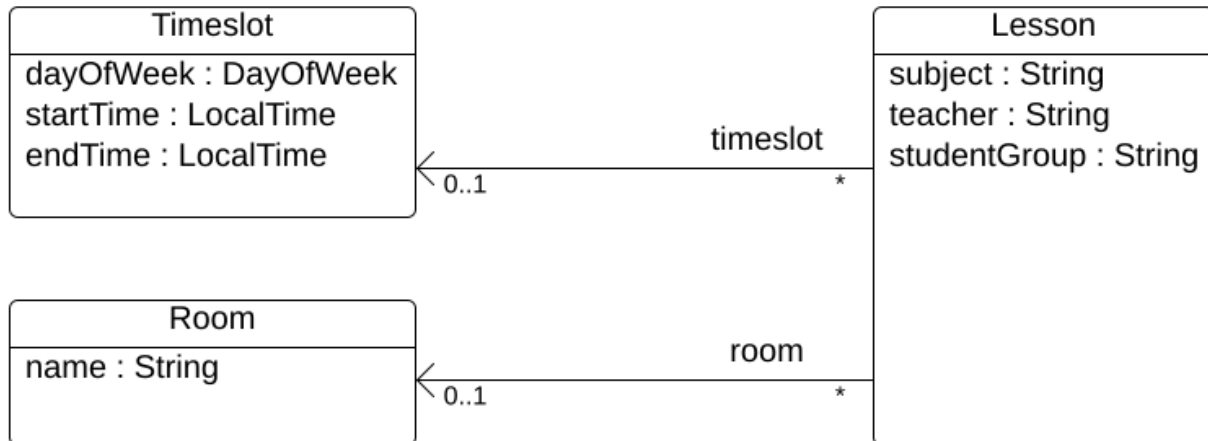 Timeslot
dayOfWeek : DayOfWeek
startTime : LocalTime
endTime : LocalTime
timeslot
0..1
*
Lesson
subject : String
teacher : String
studentGroup : String
Room
name : String
room
0..1
*